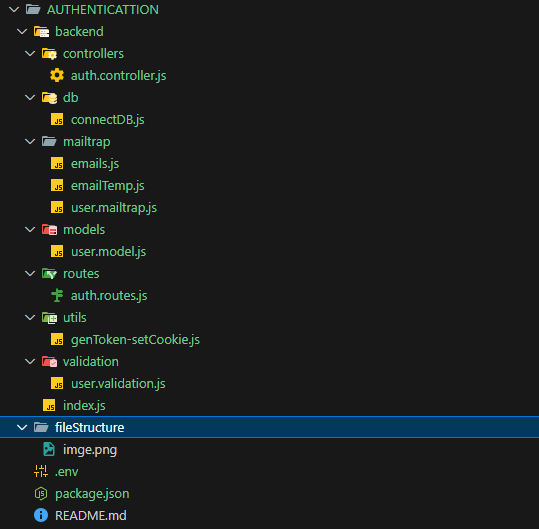 AUTHENTICATTION
backend
controllers
auth.controller.js
db
JS connectDB.js
mailtrap
JS emails.js
JS emailTemp.js
JS user.mailtrap.js
models
JS user.model.js
routes
auth.routes.js
utils
JS genToken-setCookie.js
validation
JS user.validation.js
JS index.js
fileStructure
imge.png
.env
JS package.json
README.md